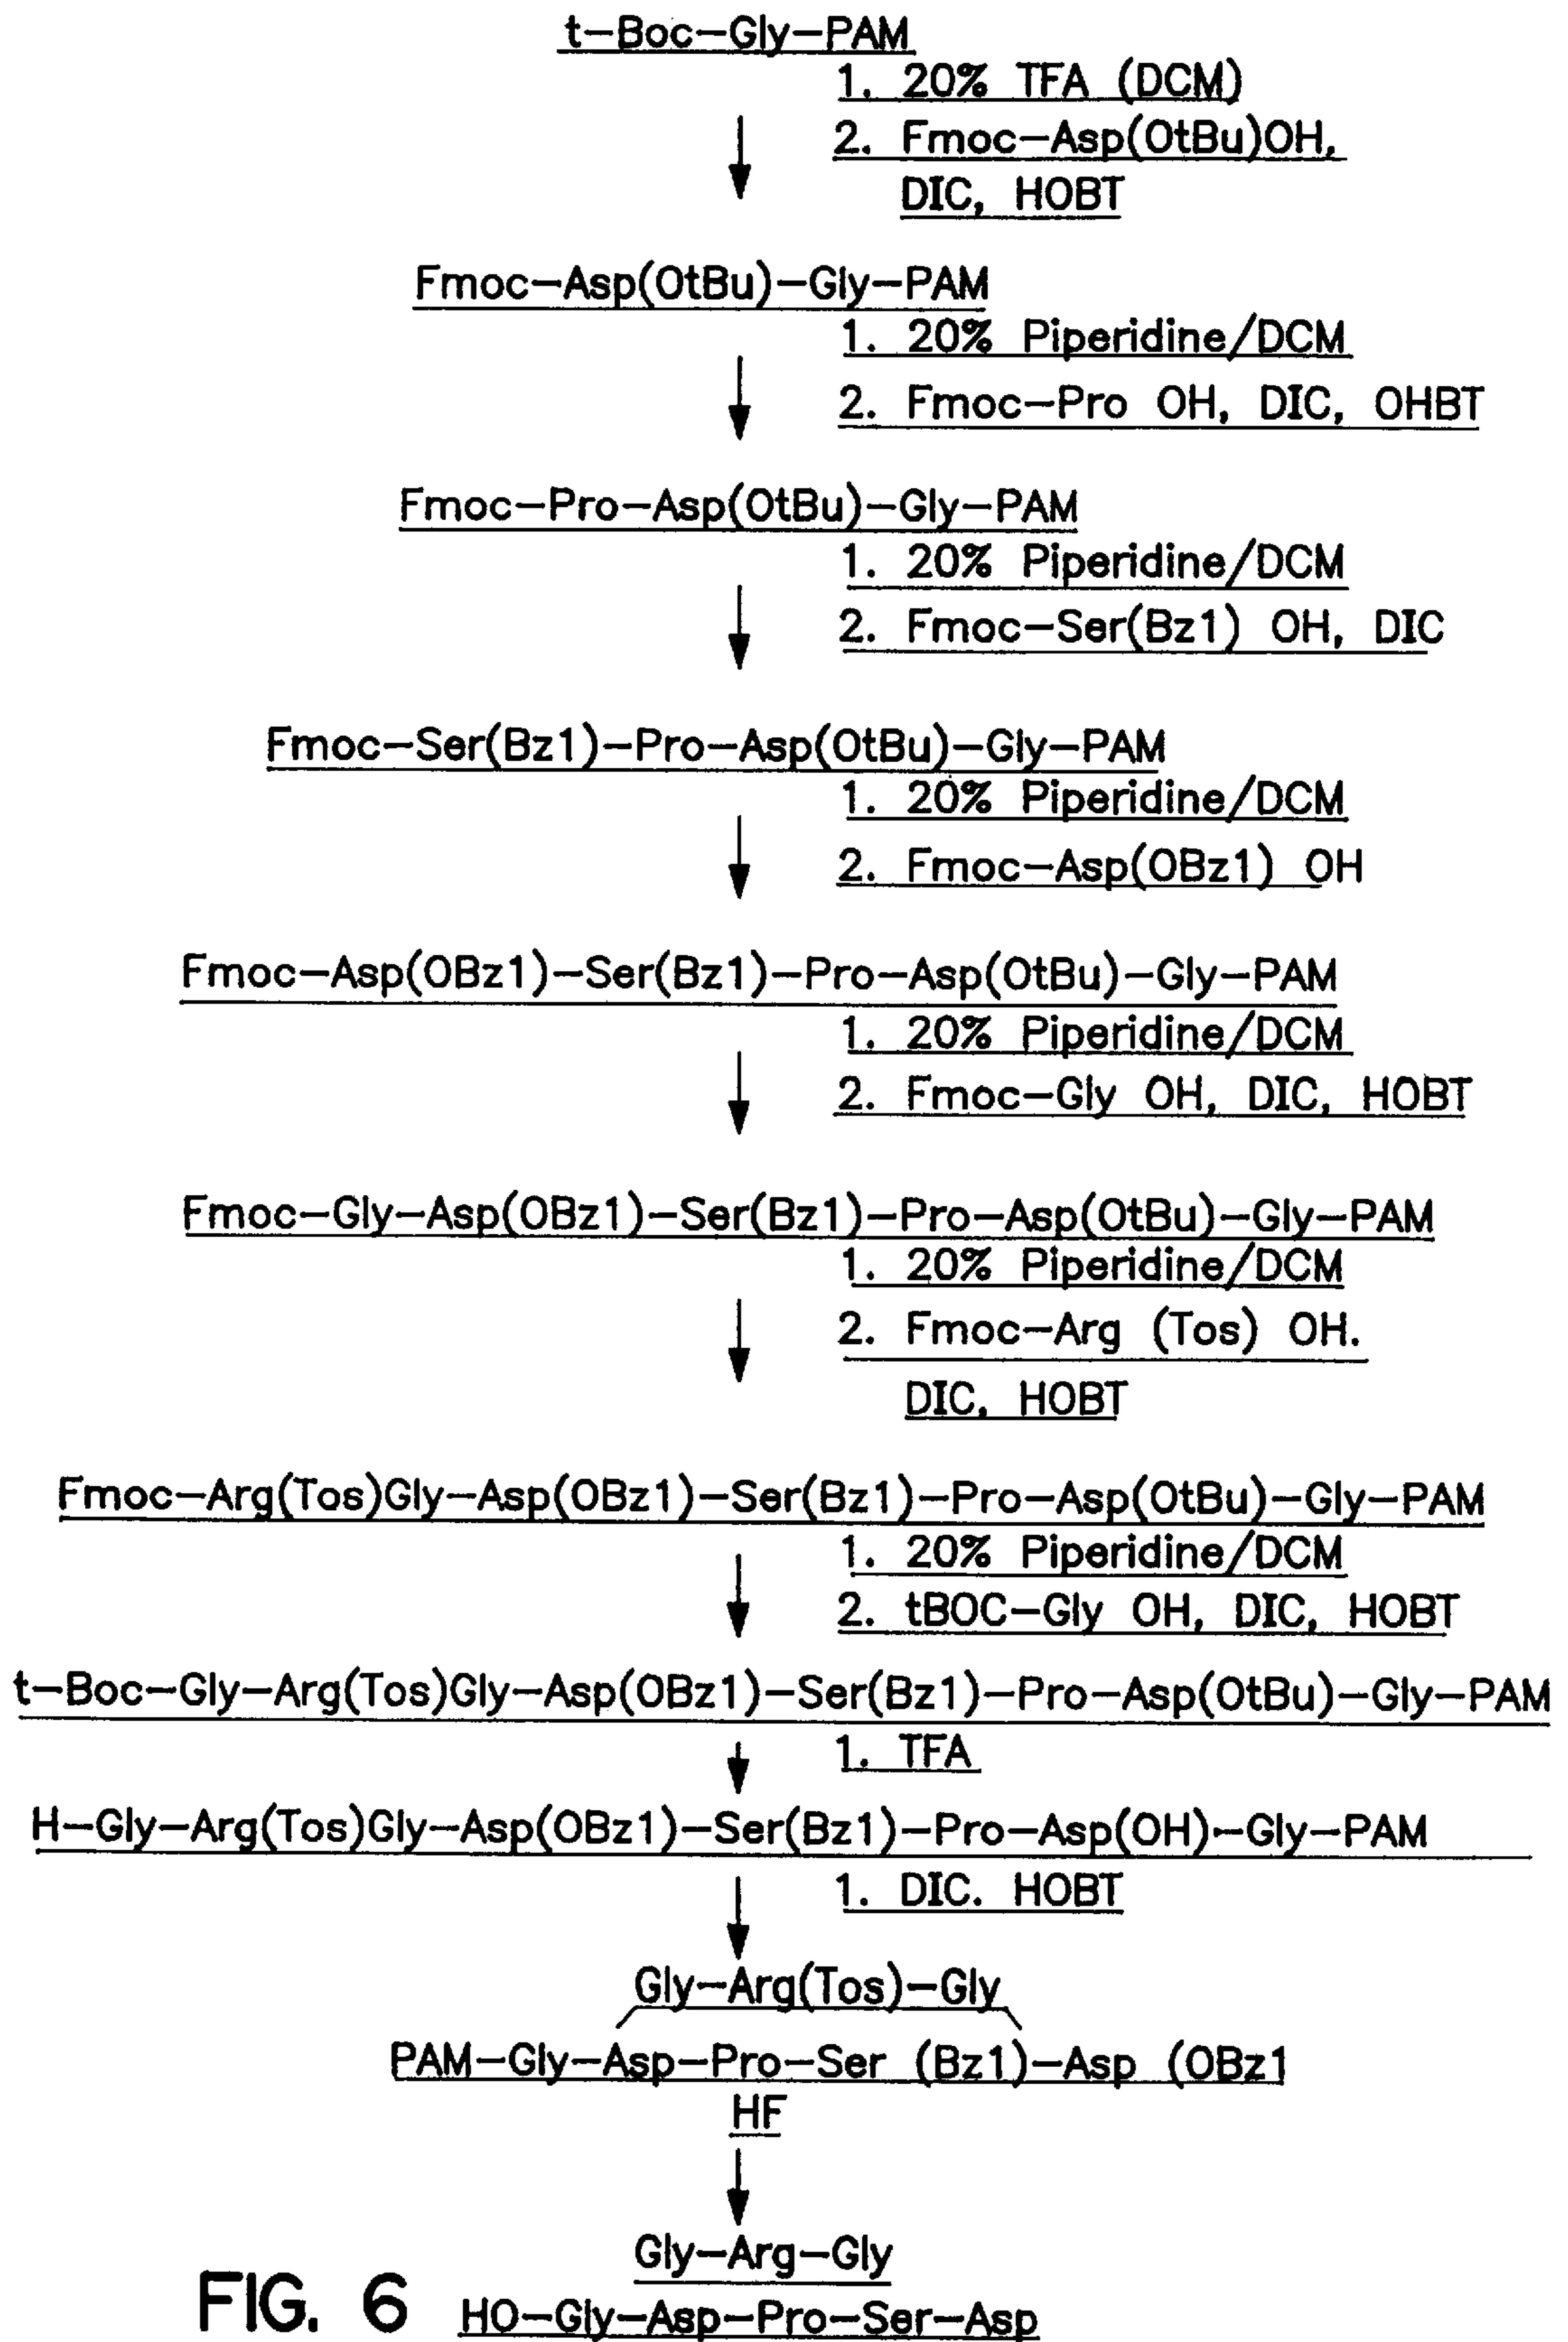 t-Boc-Gly-PAM
1. 20% TFA (DCM)
2. Fmoc-Asp(OtBu)OH,
DIC, HOBT
Fmoc-Asp(OtBu)-Gly-PAM
1. 20% Piperidine/DCM
2. Fmoc-Pro OH, DIC, OHBT
Fmoc-Pro-Asp(OtBu)-Gly-PAM
1. 20% Piperidine/DCM
2. Fmoc-Ser(Bz1) OH, DIC
Fmoc-Ser(Bz1)-Pro-Asp(OtBu)-Gly-PAM
1. 20% Piperidine/DCM
2. Fmoc-Asp(OBz1) OH
Fmoc-Asp(OBz1)-Ser(Bz1)-Pro-Asp(OtBu)-Gly-PAM
1. 20% Piperidine/DCM
2. Fmoc-Gly OH, DIC, HOBT
Fmoc-Gly-Asp(OBz1)-Ser(Bz1)-Pro-Asp(OtBu)-Gly-PAM
1. 20% Piperidine/DCM
2. Fmoc-Arg (Tos) OH.
DIC, HOBT
Fmoc-Arg(Tos)Gly-Asp(OBz1)-Ser(Bz1)-Pro-Asp(OtBu)-Gly-PAM
1. 20% Piperidine/DCM
2. tBOC-Gly OH, DIC, HOBT
t-Boc-Gly-Arg(Tos)Gly-Asp(OBz1)-Ser(Bz1)-Pro-Asp(OtBu)-Gly-PAM
1. TFA
H-Gly-Arg(Tos)Gly-Asp(OBz1)-Ser(Bz1)-Pro-Asp(OH)-Gly-PAM
1. DIC. HOBT
Gly-Arg(Tos)-Gly
PAM-Gly-Asp-Pro-Ser (Bz1)-Asp (OBz1
HF
Gly-Arg-Gly
HO-Gly-Asp-Pro-Ser-Asp
FIG. 6